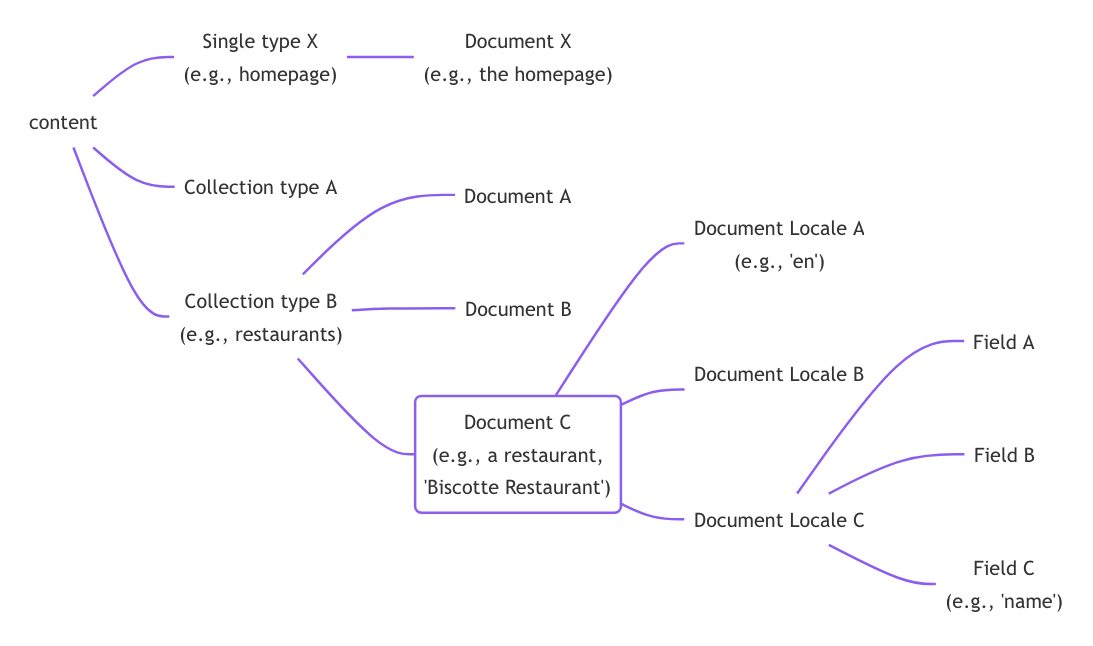 Single type X
(e.g., homepage)
Document X
(e.g., the homepage)
content
Collection type A
Document A
Document Locale A
(e.g., 'en')
Collection type B
(e.g., restaurants)
Document B
Field A
Document Locale B
Document C
(e.g., a restaurant,
'Biscotte Restaurant')
Field B
Document Locale C
Field C
(e.g., 'name')